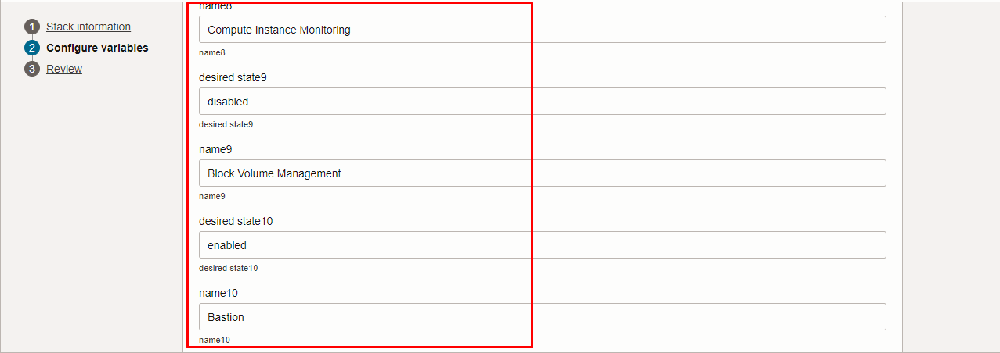 1 Stack information
2 Configure variables
3 Review
name8
Compute Instance Monitoring
name8
desired state9
disabled
desired state9
name9
Block Volume Management
name9
desired state10
enabled
desired state10
name10
Bastion
name10